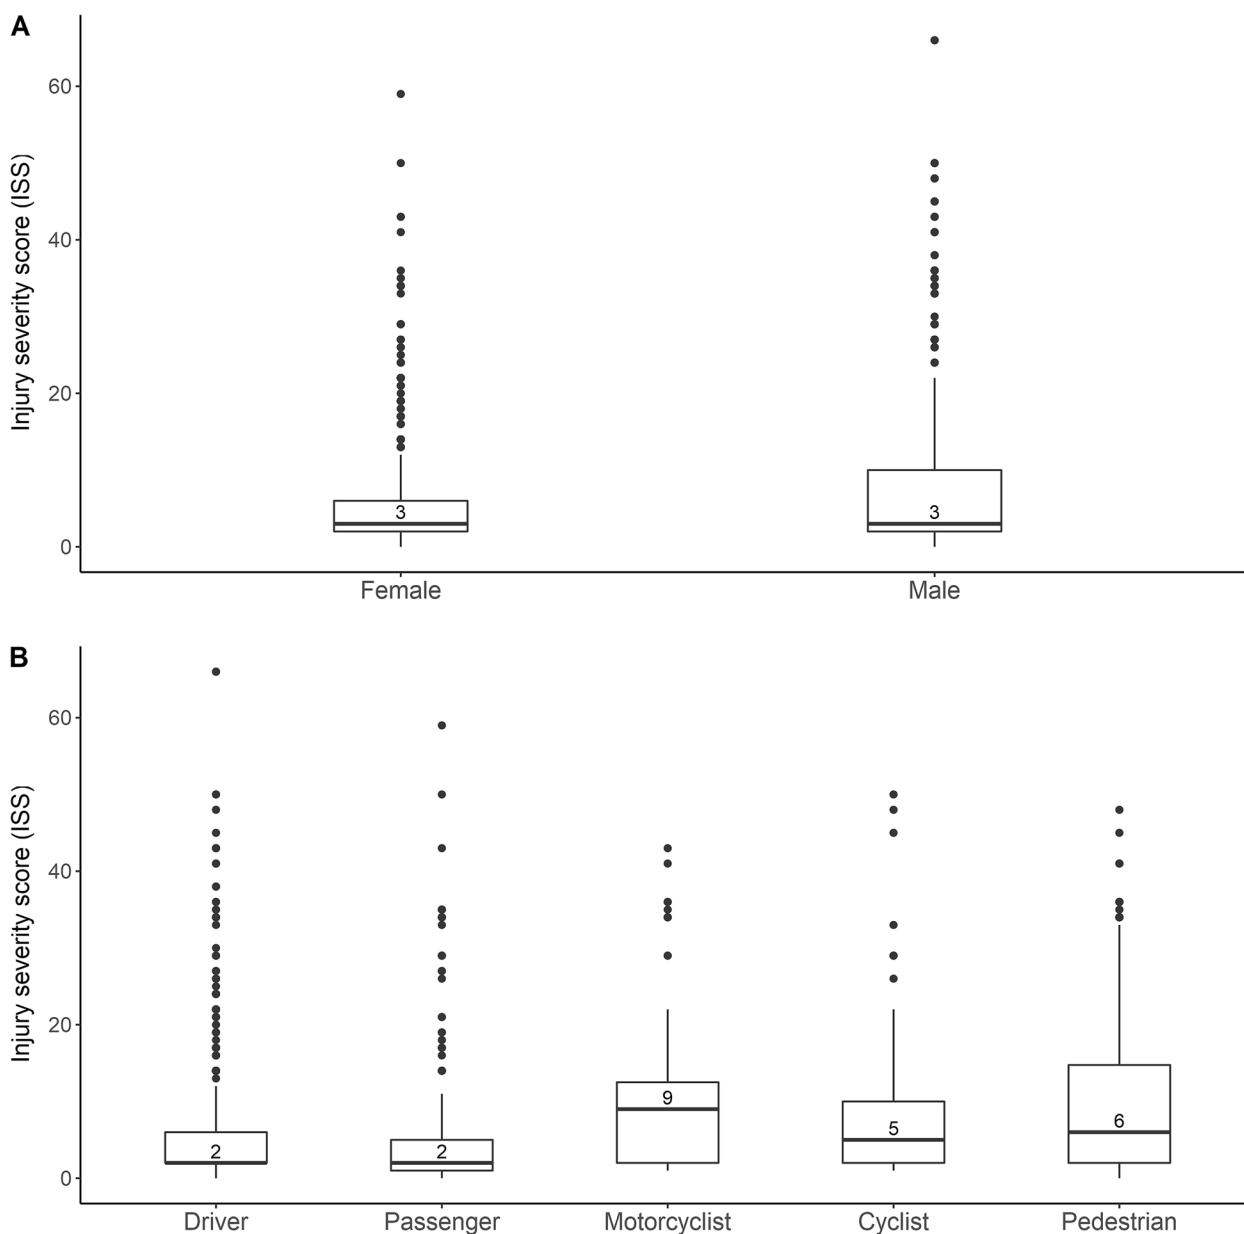 A
Injury severity score (ISS)
60
40
20
0
3
3
Female
Male
B
Injury severity score (ISS)
60
40
20
0
2
2
9
5
6
Driver
Passenger
Motorcyclist
Cyclist
Pedestrian